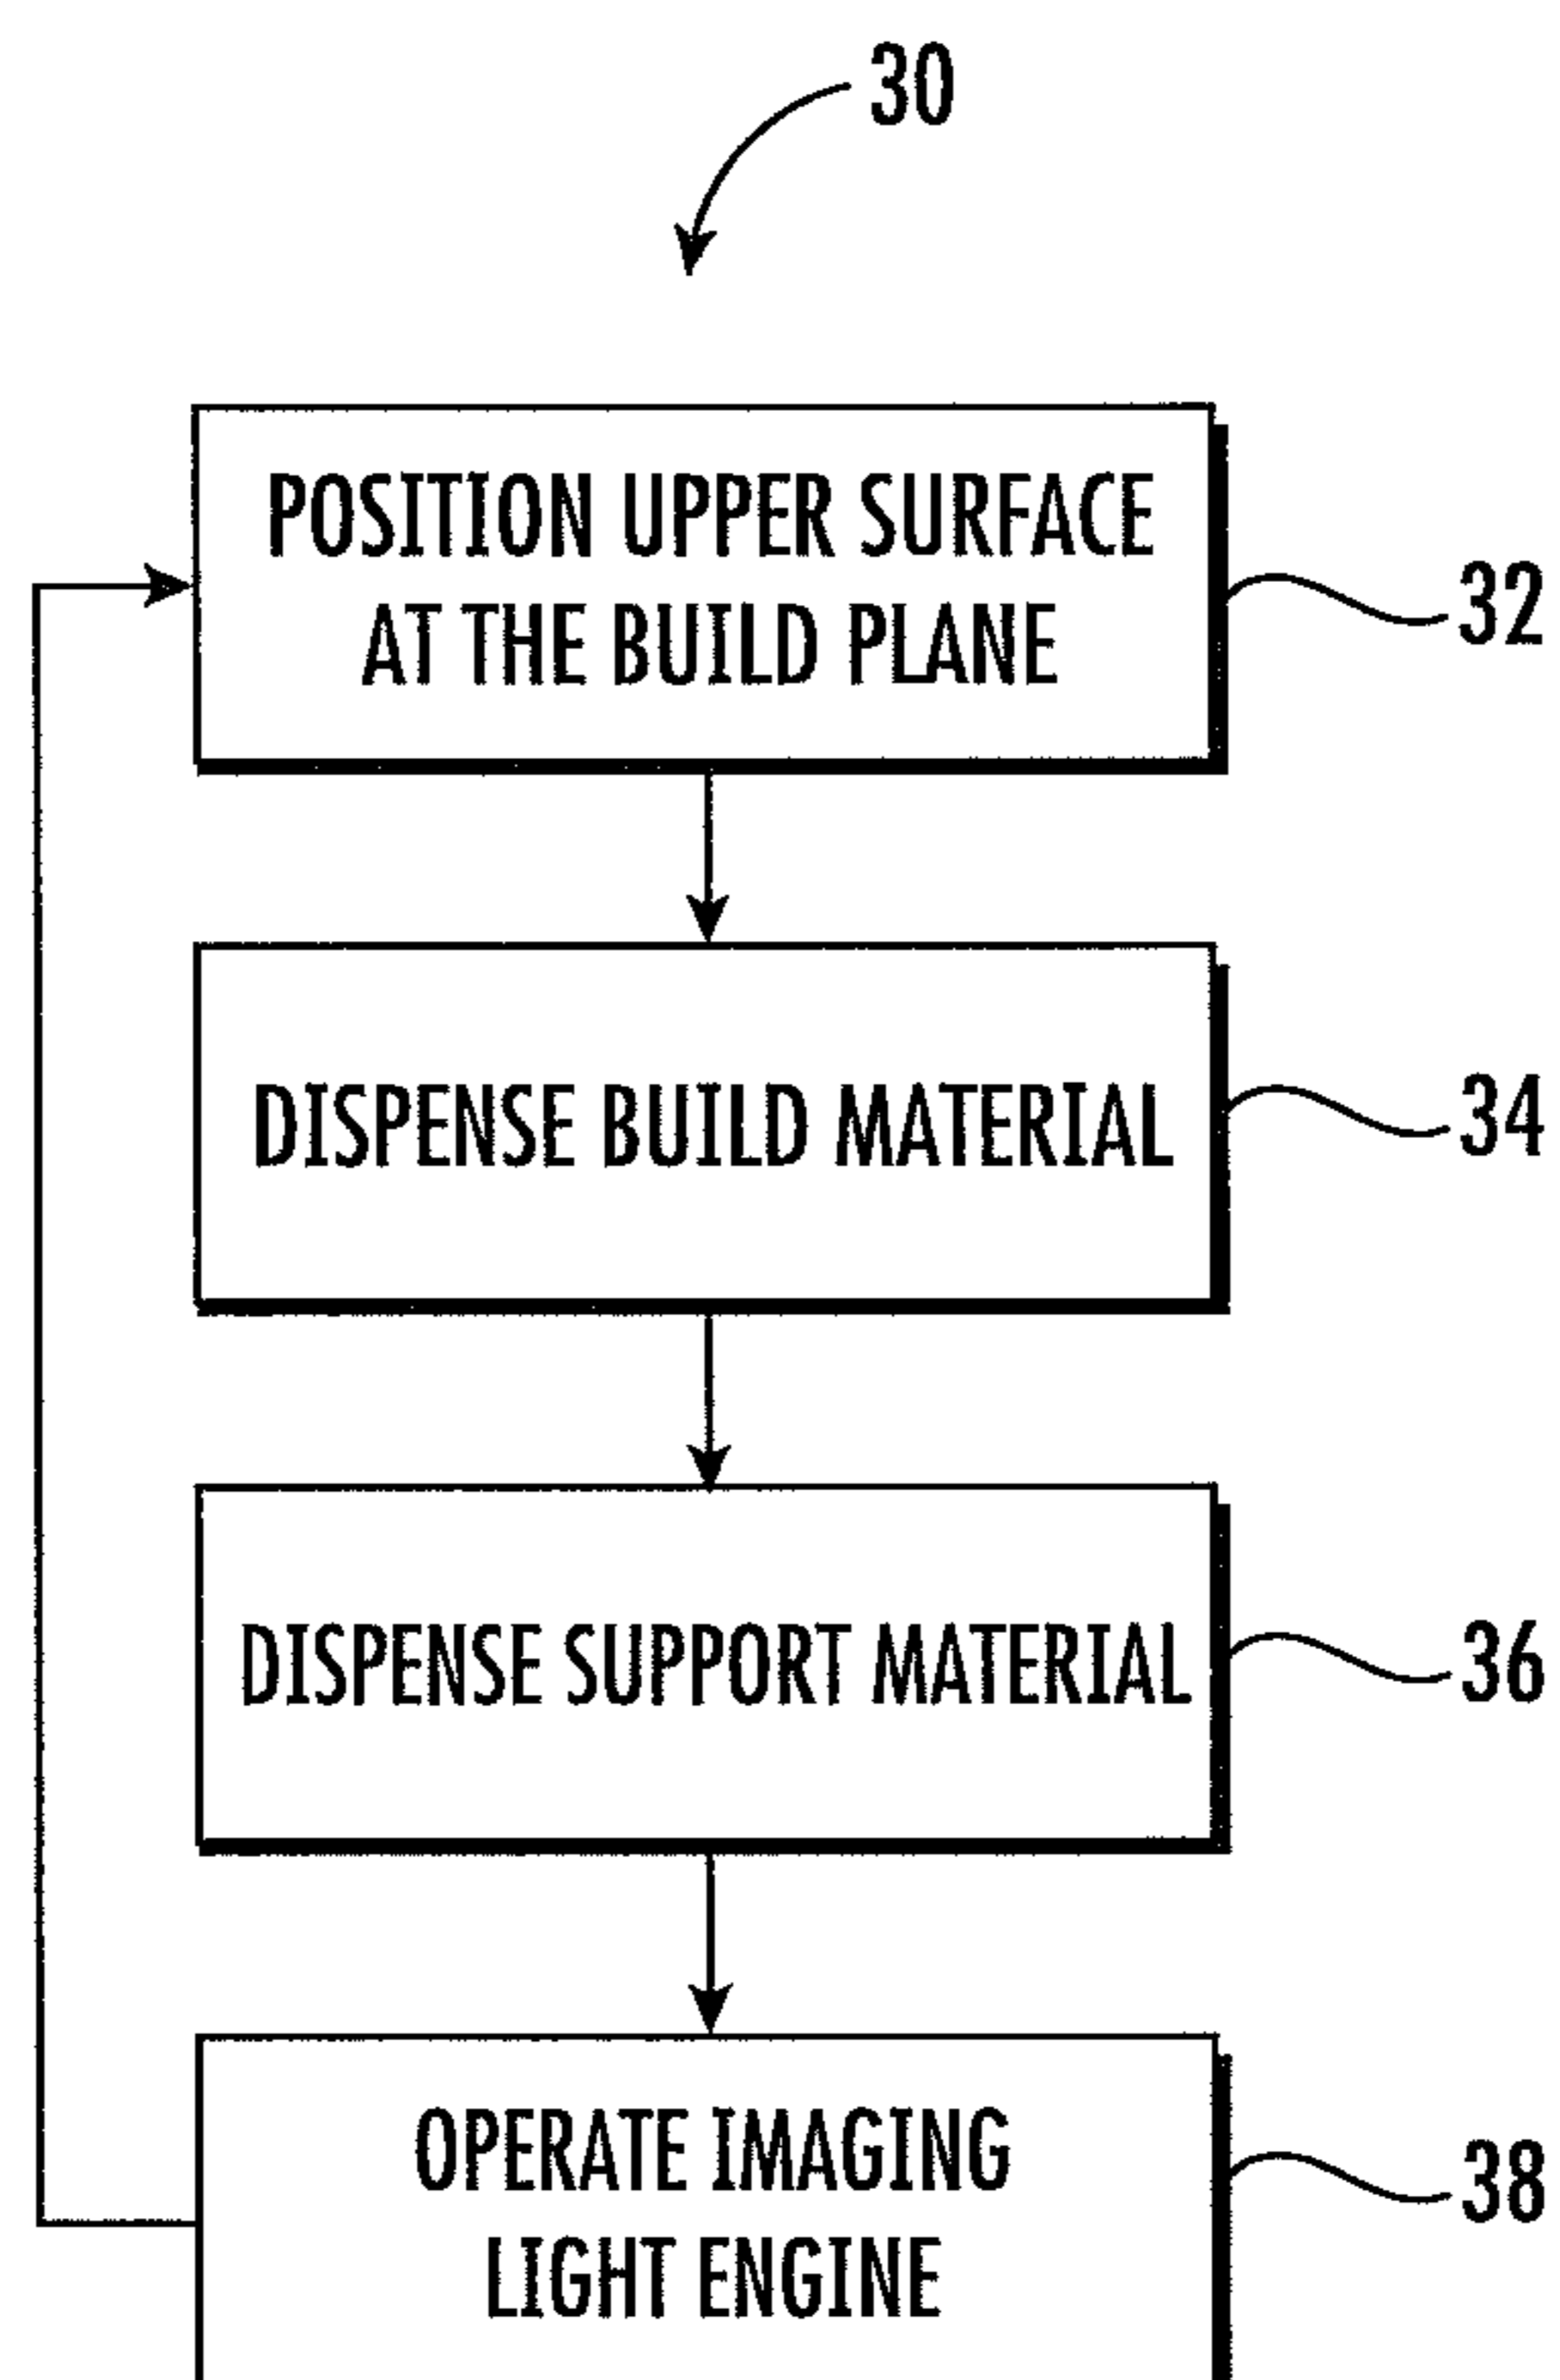 30
POSITION UPPER SURFACE
AT THE BUILD PLANE
32
DISPENSE BUILD MATERIAL
34
DISPENSE SUPPORT MATERIAL
36
OPERATE IMAGING
LIGHT ENGINE
38